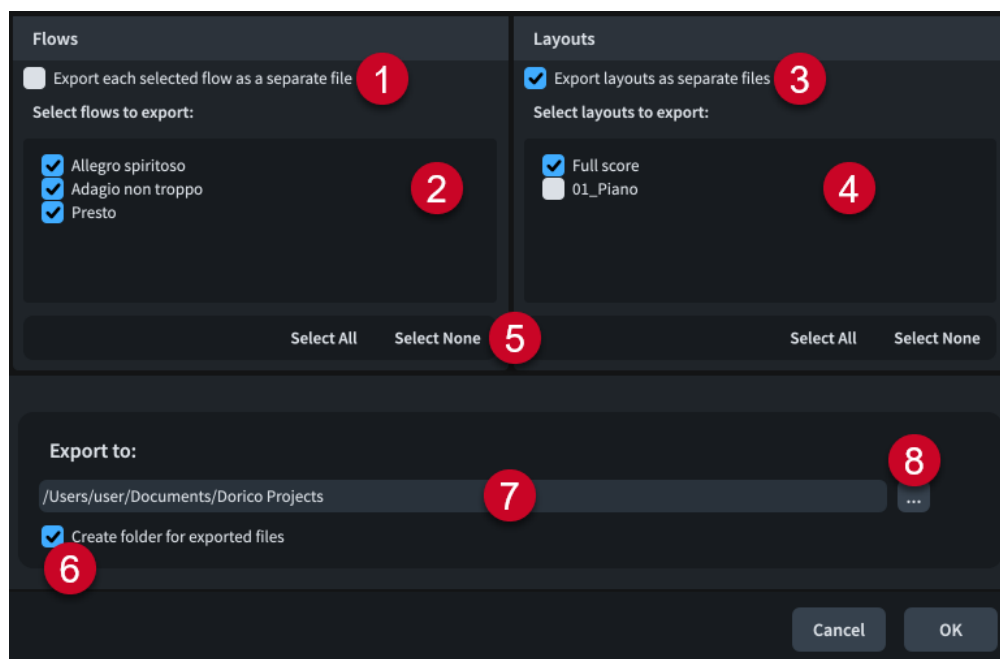 Flows
Export each selected flow as a separate file 1
Select flows to export:
Allegro spiritoso
Adagio non troppo
Presto
2
Select All Select None 5
Layouts
Export layouts as separate files 3
Select layouts to export:
Full score
01_Piano
4
Select All Select None
Export to:
8
/Users/user/Documents/Dorico Projects 7 ...
Create folder for exported files
6
Cancel OK